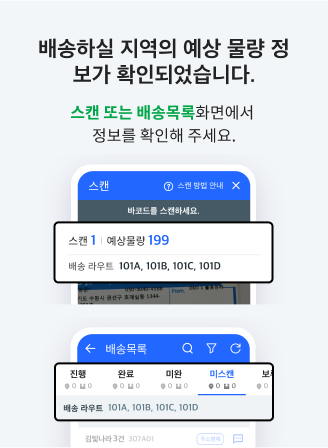 배송하실 지역의 예상 물량 정
보가 확인되었습니다.
스캔 또는 배송목록화면에서
정보를 확인해 주세요.
스캔 ? 스캔 방법 안내 ×
바코드를 스캔하세요.
스캔 1 | 예상물량 199
배송 라우트 101A, 101B, 101C, 101D
From.
배송목록
진행 완료 미완 미스캔
0 0 0 0 0 0 0 0 0
배송 라우트 101A, 101B, 101C, 101D
김빛나라 3건 307A01